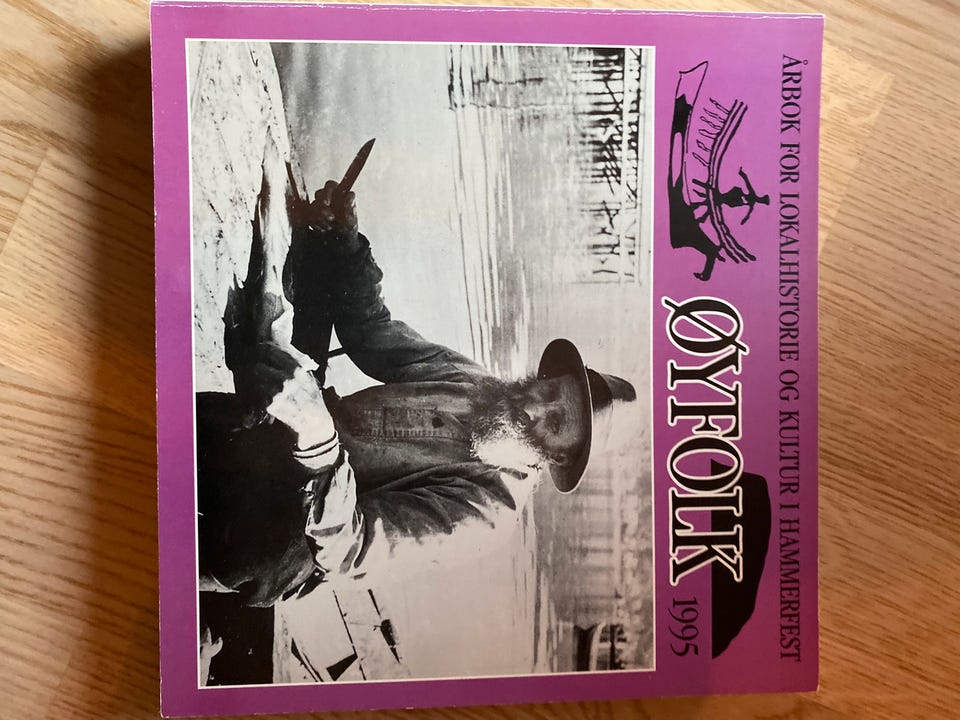 ÅRBOK FOR LOKALHISTORIE OG KULTUR I HAMMERFEST
ØYFOLK 1995